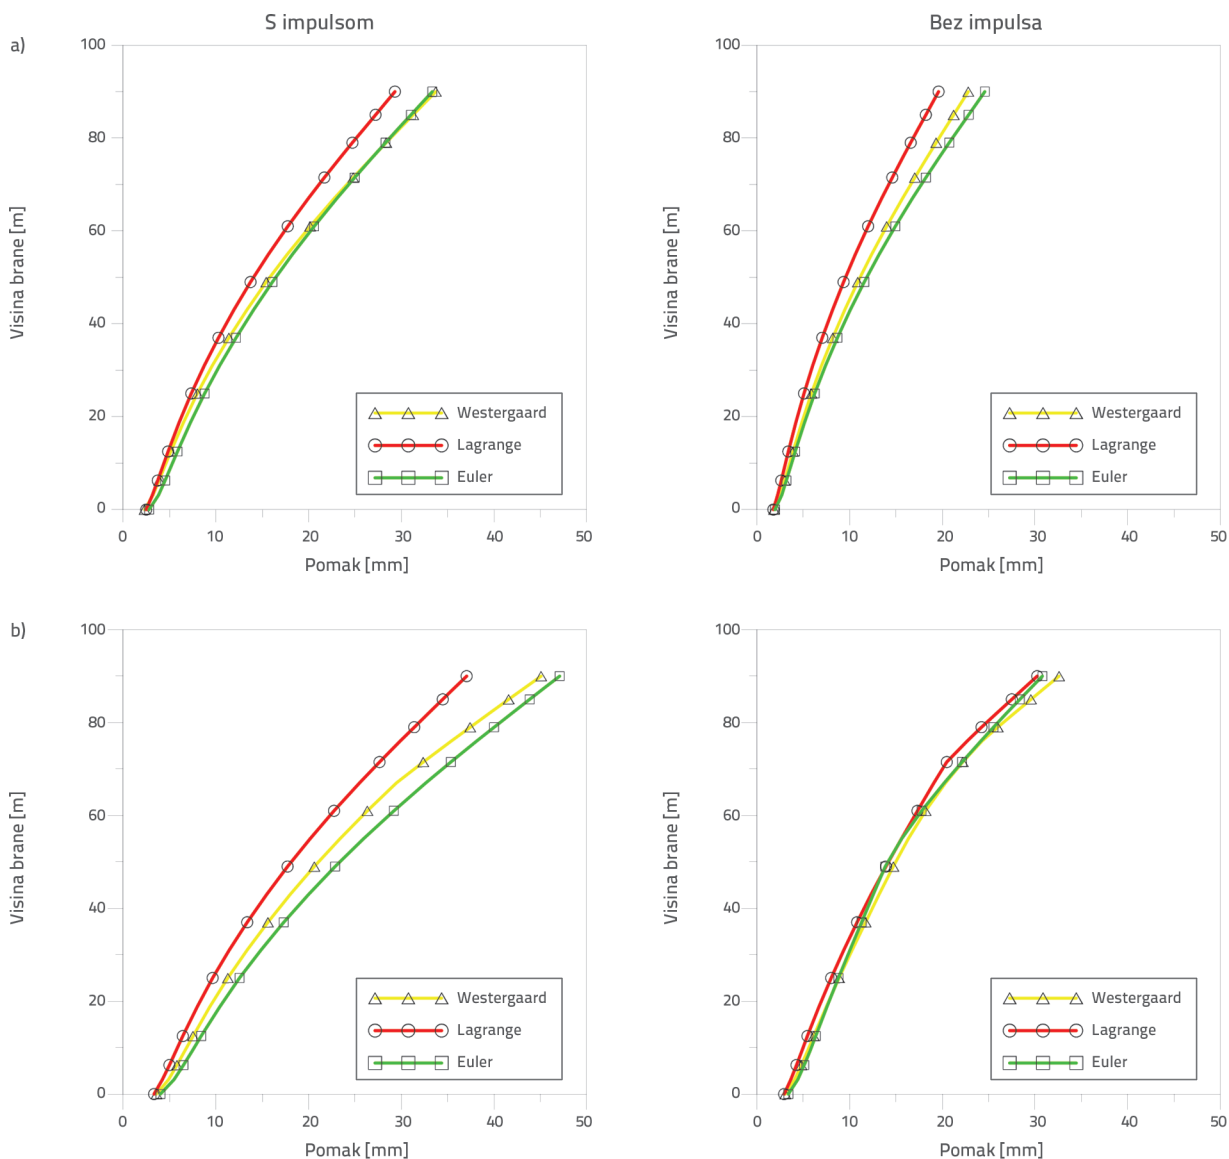 S impulsom
Bez impulsa
a)
100
80
60
40
20
0
Visina brane [m]
Westergaard
Lagrange
Euler
0 10 20 30 40 50
Pomak [mm]
100
80
60
40
20
0
Visina brane [m]
Westergaard
Lagrange
Euler
0 10 20 30 40 50
Pomak [mm]
b)
100
80
60
40
20
0
Visina brane [m]
Westergaard
Lagrange
Euler
0 10 20 30 40 50
Pomak [mm]
100
80
60
40
20
0
Visina brane [m]
Westergaard
Lagrange
Euler
0 10 20 30 40 50
Pomak [mm]